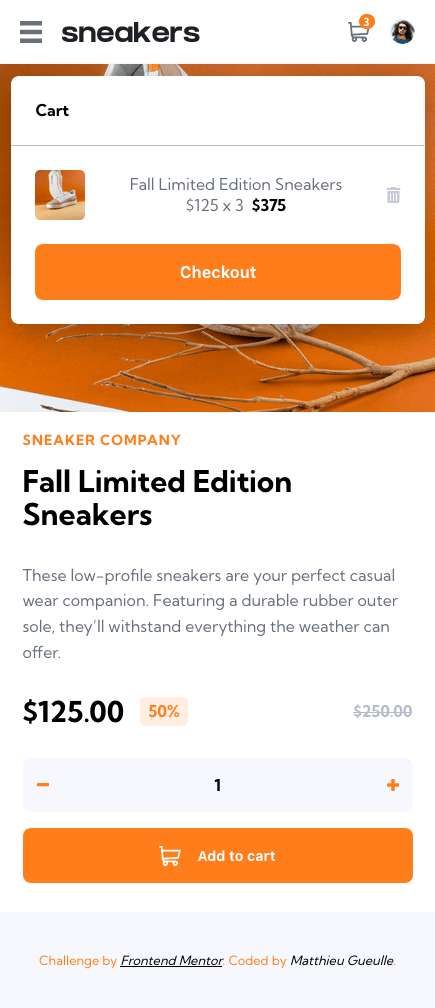 sneakers
3
Cart
Fall Limited Edition Sneakers
$125 x 3 $375
Checkout
SNEAKER COMPANY
Fall Limited Edition
Sneakers
These low-profile sneakers are your perfect casual
wear companion. Featuring a durable rubber outer
sole, they’ll withstand everything the weather can
offer.
$125.00 50% $250.00
1
Add to cart
Challenge by Frontend Mentor. Coded by Matthieu Gueulle.